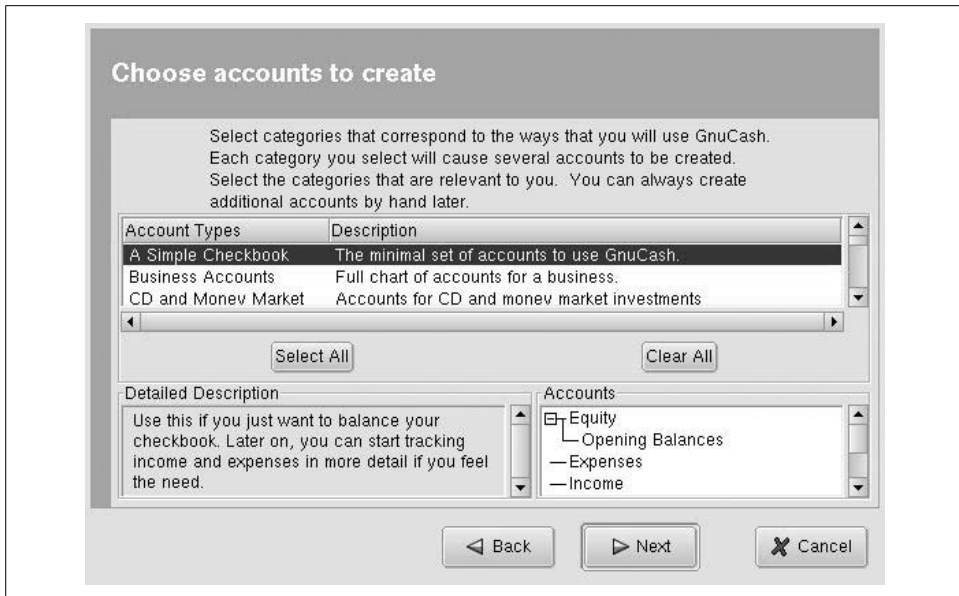 Choose accounts to create
Select categories that correspond to the ways that you will use GnuCash.
Each category you select will cause several accounts to be created.
Select the categories that are relevant to you. You can always create
additional accounts by hand later.
Account Types Description
A Simple Checkbook The minimal set of accounts to use GnuCash.
Business Accounts Full chart of accounts for a business.
CD and Money Market Accounts for CD and money market investments
Select All Clear All
Detailed Description
Use this if you just want to balance your
checkbook. Later on, you can start tracking
income and expenses in more detail if you feel
the need.
Accounts
Equity
Opening Balances
Expenses
Income
Back Next Cancel